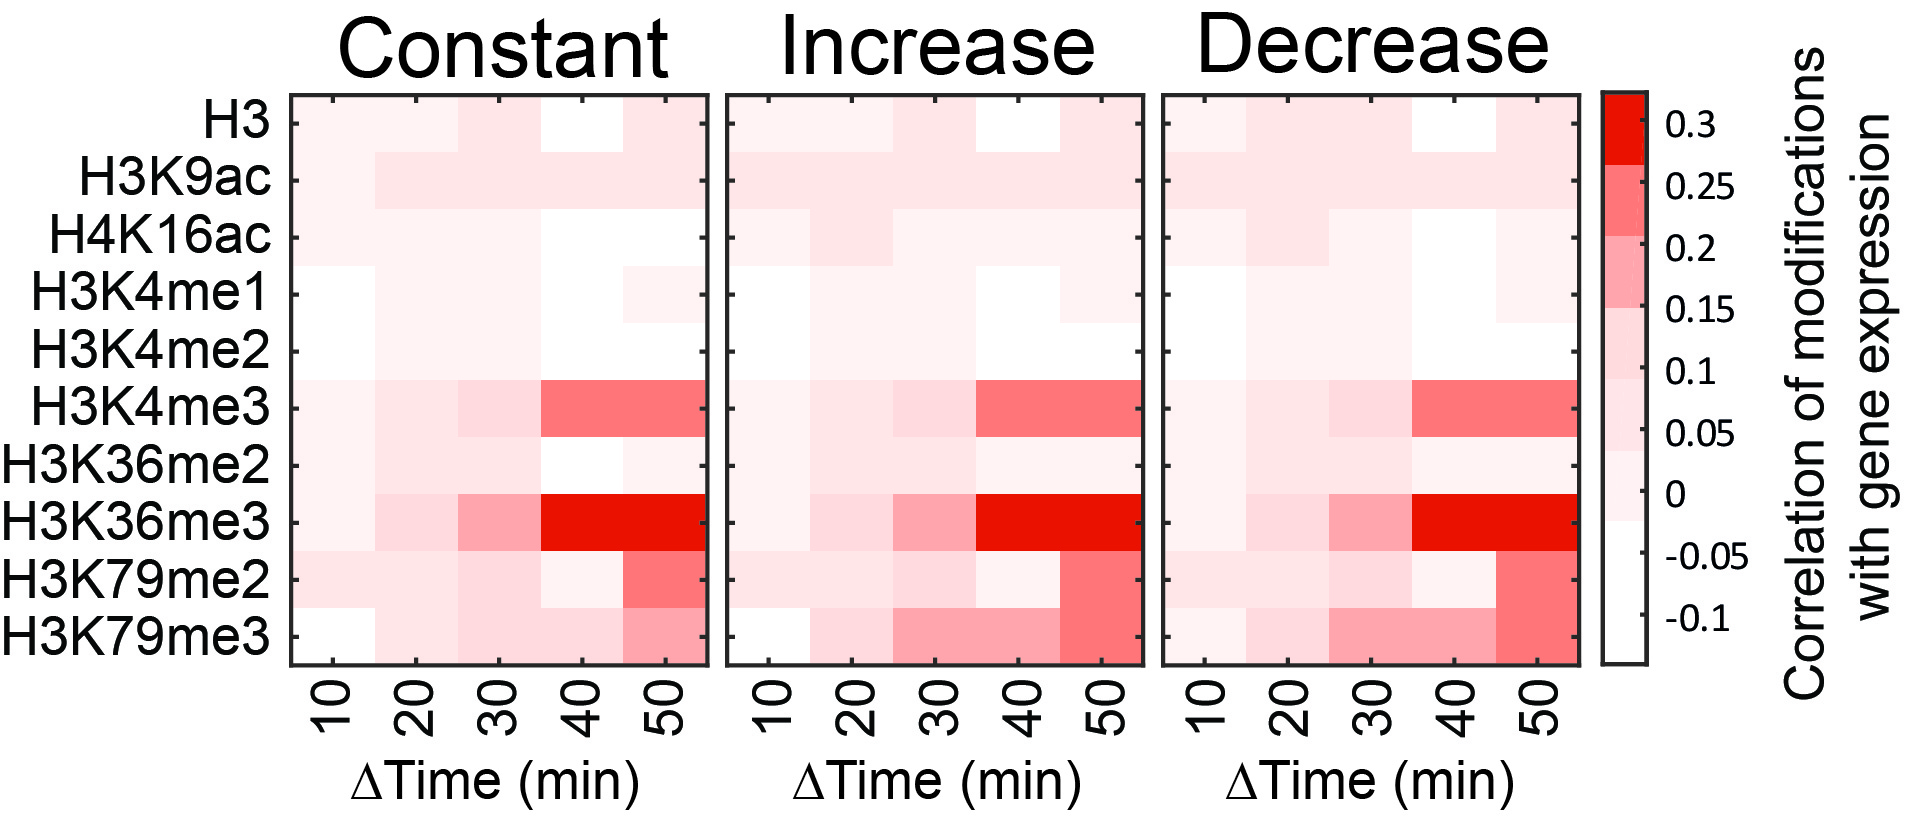 Constant Increase Decrease
H3
H3K9ac
H4K16ac
H3K4me1
H3K4me2
H3K4me3
H3K36me2
H3K36me3
H3K79me2
H3K79me3
10 20 30 40 50
10 20 30 40 50
10 20 30 40 50
ΔTime (min) ΔTime (min) ΔTime (min)
0.3
0.25
0.2
0.15
0.1
0.05
0
-0.05
-0.1
Correlation of modifications
with gene expression